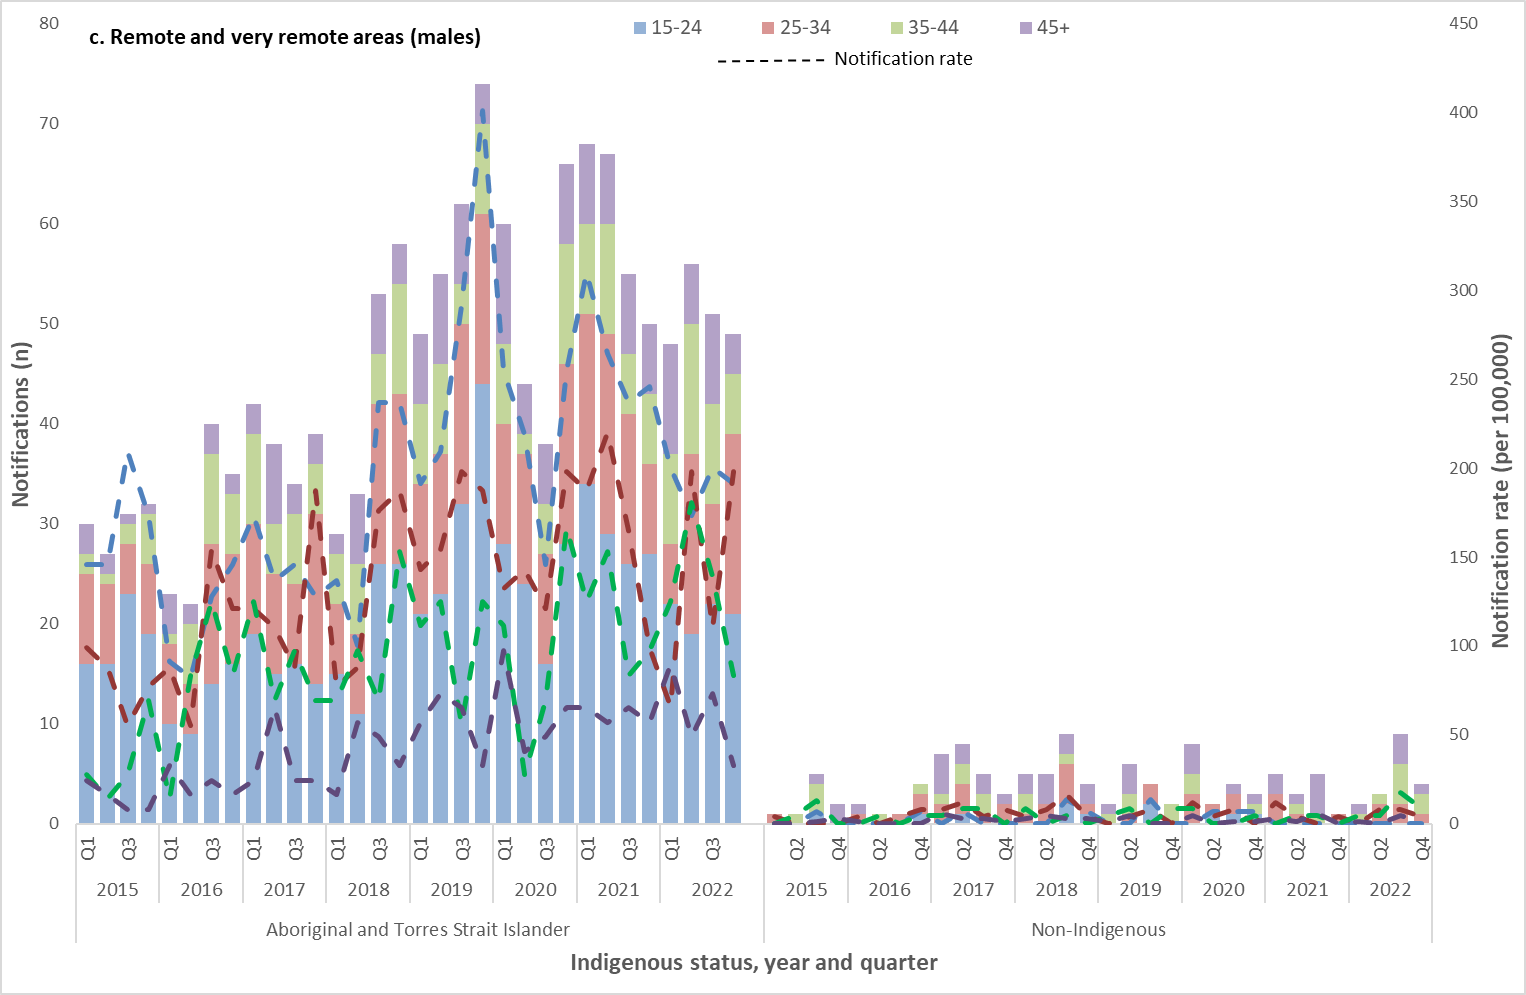 c. Remote and very remote areas (males)
15-24 25-34 35-44 45+
Notification rate
80
70
60
50
40
30
20
10
0
Notifications (n)
450
400
350
300
250
200
150
100
50
0
Notification rate (per 100,000)
Q1 Q3 Q1 Q3 Q1 Q3 Q1 Q3 Q1 Q3 Q1 Q3 Q1 Q3 Q1 Q3 Q2 Q4 Q2 Q4 Q2 Q4 Q2 Q4 Q2 Q4 Q2 Q4 Q2 Q4 Q2 Q4
2015 2016 2017 2018 2019 2020 2021 2022 2015 2016 2017 2018 2019 2020 2021 2022
Aboriginal and Torres Strait Islander Non-Indigenous
Indigenous status, year and quarter